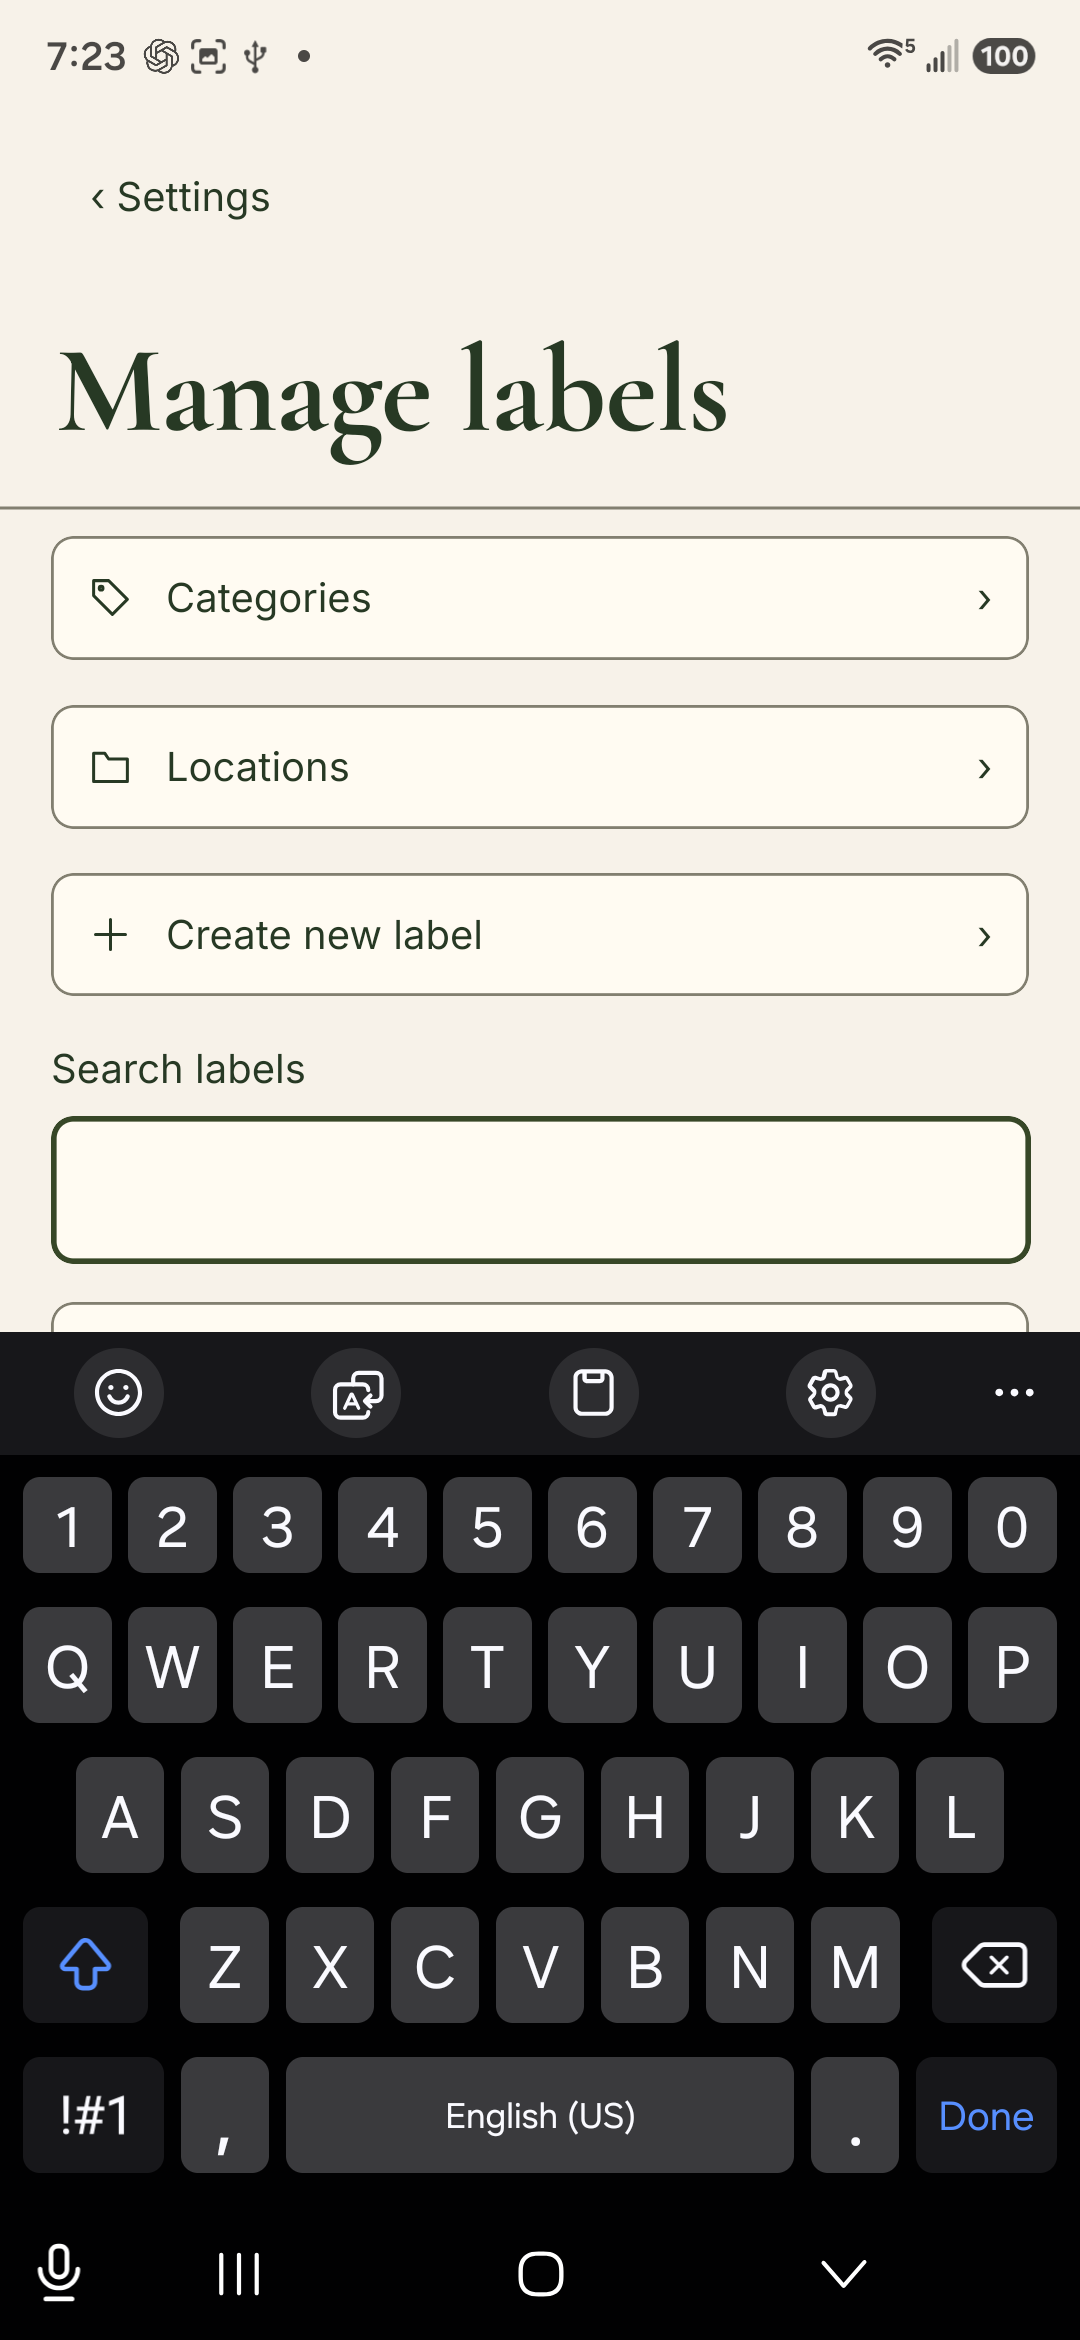 7:23
5
100
‹ Settings
Manage labels
Categories ›
Locations ›
Create new label ›
Search labels
1 2 3 4 5 6 7 8 9 0
Q W E R T Y U I O P
A S D F G H J K L
Z X C V B N M
!#1 , English (US) . Done